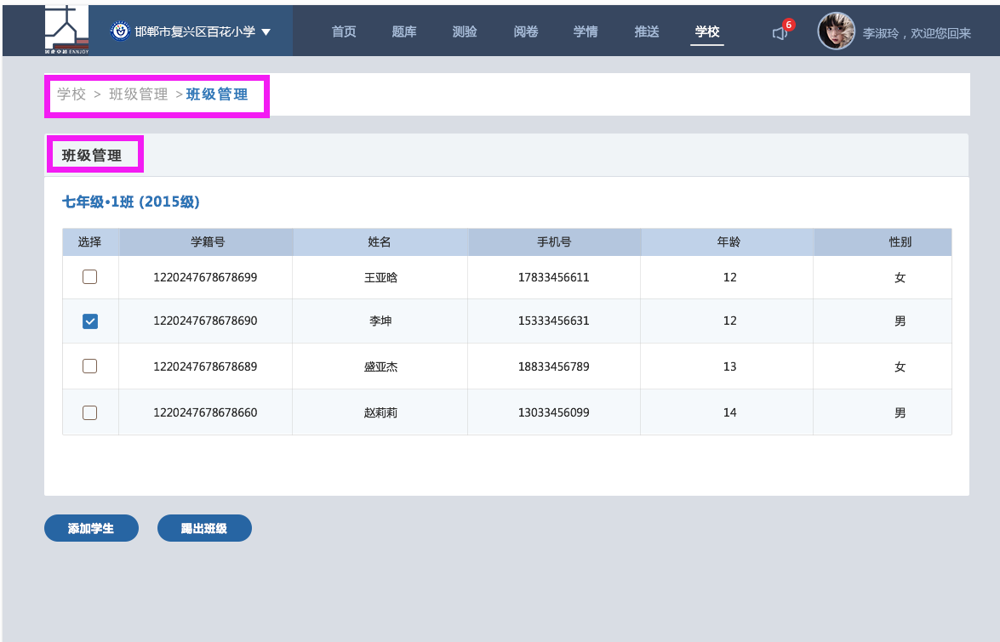 邯郸市复兴区百花小学 ▼ 首页 题库 测验 阅卷 学情 推送 学校 6 李淑玲，欢迎您回来
学校 > 班级管理 >班级管理
班级管理
七年级•1班 (2015级)
选择 学籍号 姓名 手机号 年龄 性别
1220247678678699 王亚晗 17833456611 12 女
1220247678678690 李坤 15333456631 12 男
1220247678678689 盛亚杰 18833456789 13 女
1220247678678660 赵莉莉 13033456099 14 男
添加学生 踢出班级